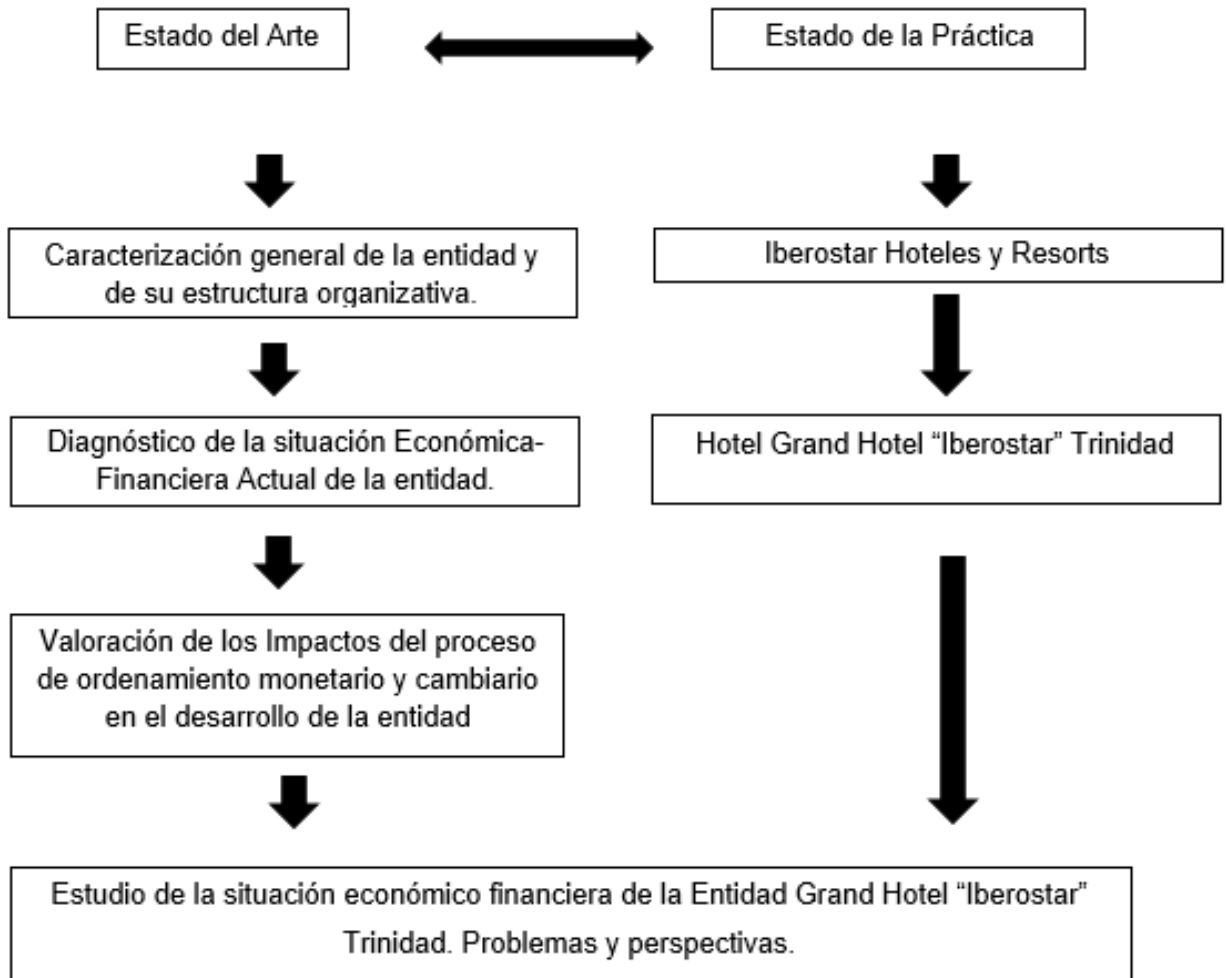 Estado del Arte
Estado de la Práctica
Caracterización general de la entidad y
de su estructura organizativa.
Iberostar Hoteles y Resorts
Diagnóstico de la situación Económica-
Financiera Actual de la entidad.
Hotel Grand Hotel “Iberostar” Trinidad
Valoración de los Impactos del proceso
de ordenamiento monetario y cambiario
en el desarrollo de la entidad
Estudio de la situación económico financiera de la Entidad Grand Hotel “Iberostar”
Trinidad. Problemas y perspectivas.